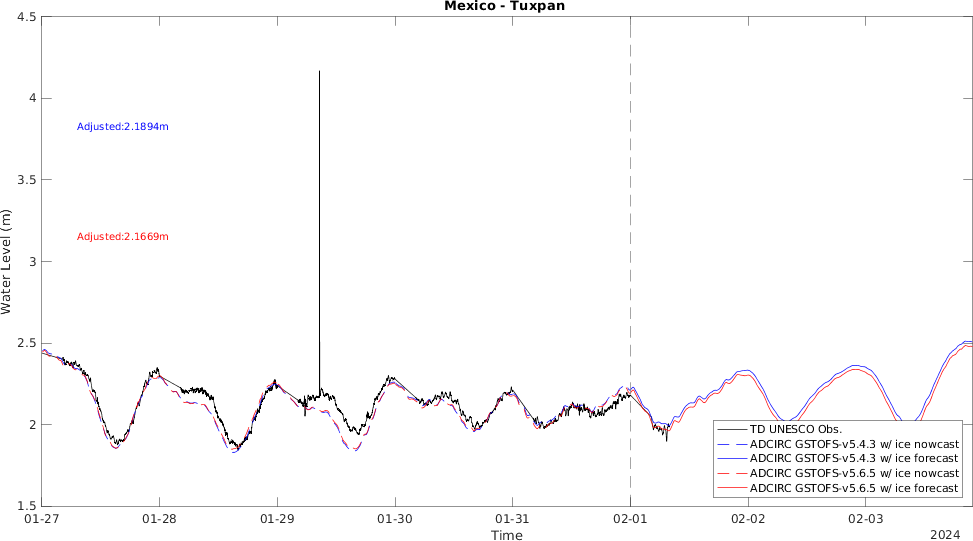 Mexico - Tuxpan
4.5
4
3.5
3
2.5
2
1.5
Water Level (m)
Adjusted:2.1894m
Adjusted:2.1669m
TD UNESCO Obs.
ADCIRC GSTOFS-v5.4.3 w/ ice nowcast
ADCIRC GSTOFS-v5.4.3 w/ ice forecast
ADCIRC GSTOFS-v5.6.5 w/ ice nowcast
ADCIRC GSTOFS-v5.6.5 w/ ice forecast
01-27 01-28 01-29 01-30 01-31 02-01 02-02 02-03
Time
2024